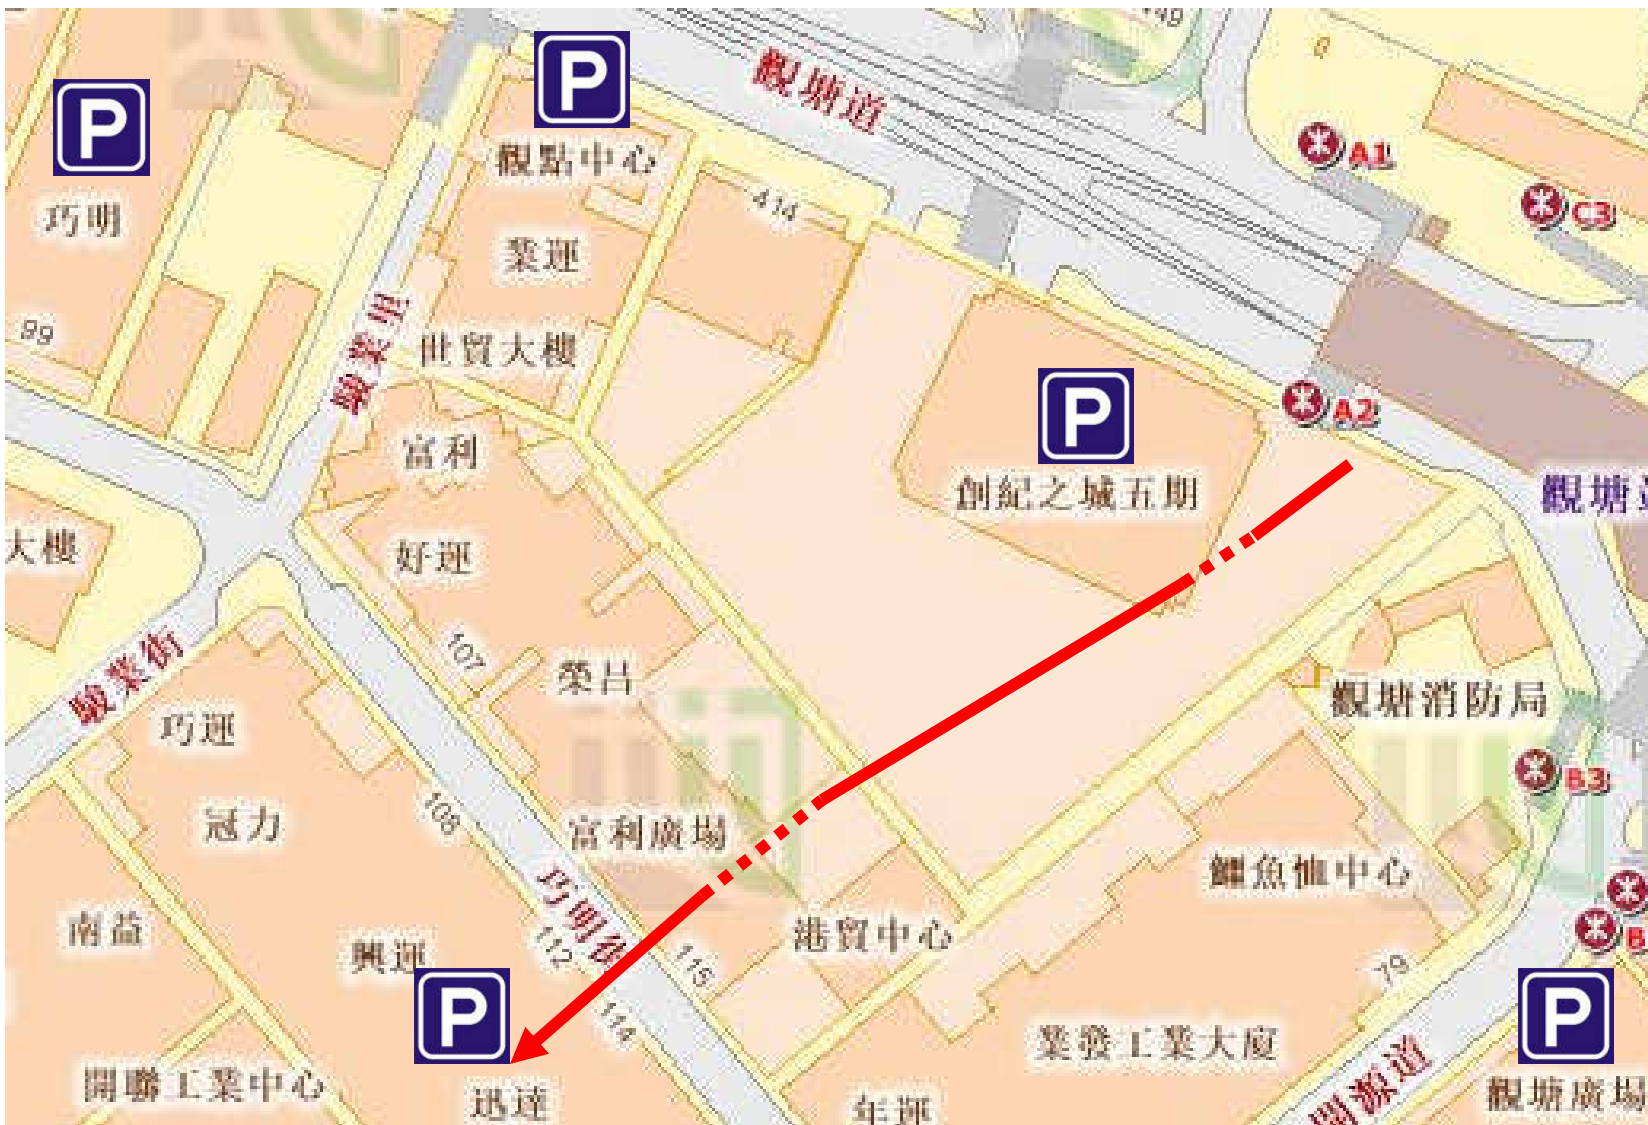 P
觀塘道
P
A1
巧明
觀點中心
414
C3
業運
99
駿業里
世貿大樓
P
A2
富利
創紀之城五期
觀塘
大樓
好運
107
榮昌
駿業街
觀塘消防局
巧運
B3
108
冠力
富利廣場
鱷魚恤中心
巧明街
南益
112
港貿中心
B
興運
115
79
P
P
114
業發工業大廈
開聯工業中心
迅達
年運
開源道
觀塘廣場